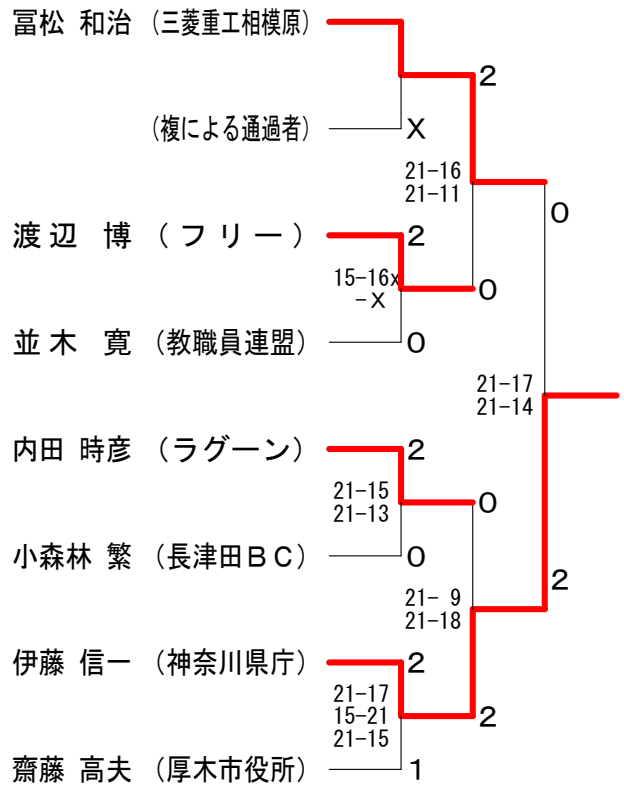 冨松 和治 (三菱重工相模原)
2
(複による通過者)
X
21-16
21-11
0
渡辺 博 (フリー)
2
15-16x
-X
0
並木 寛 (教職員連盟)
0
21-17
21-14
内田 時彦 (ラグーン)
2
21-15
21-13
0
小森林 繁 (長津田BC)
0
21- 9
21-18
2
伊藤 信一 (神奈川県庁)
2
21-17
15-21
21-15
2
齋藤 高夫 (厚木市役所)
1